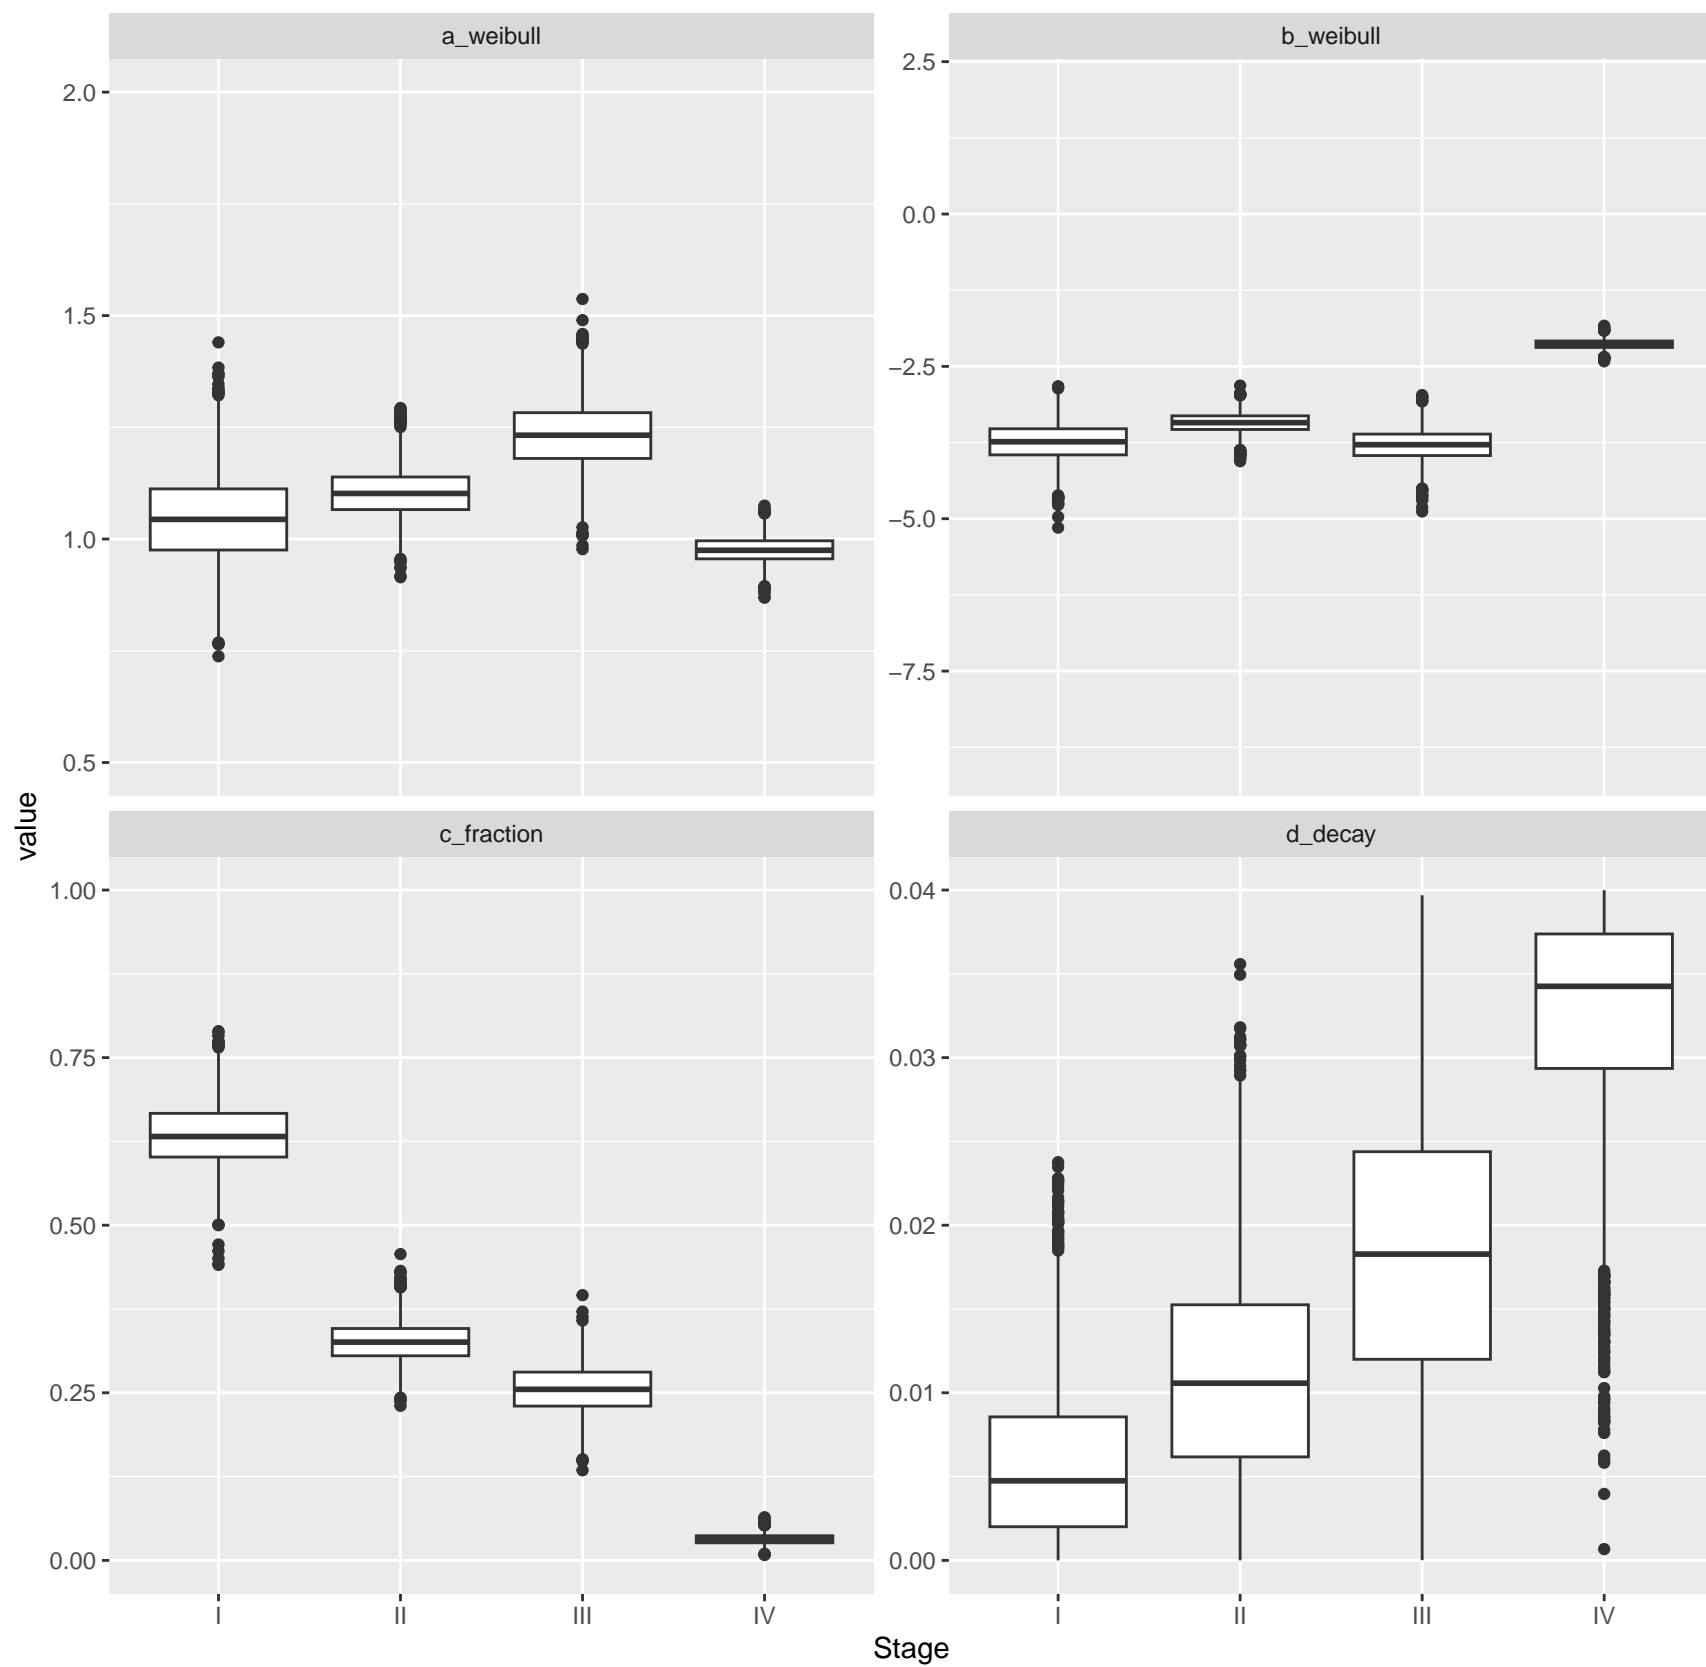 a_weibull
b_weibull
2.0
1.5
1.0
0.5
2.5
0.0
−2.5
−5.0
−7.5
value
c_fraction
d_decay
1.00
0.75
0.50
0.25
0.00
0.04
0.03
0.02
0.01
0.00
I II III IV
I II III IV
Stage